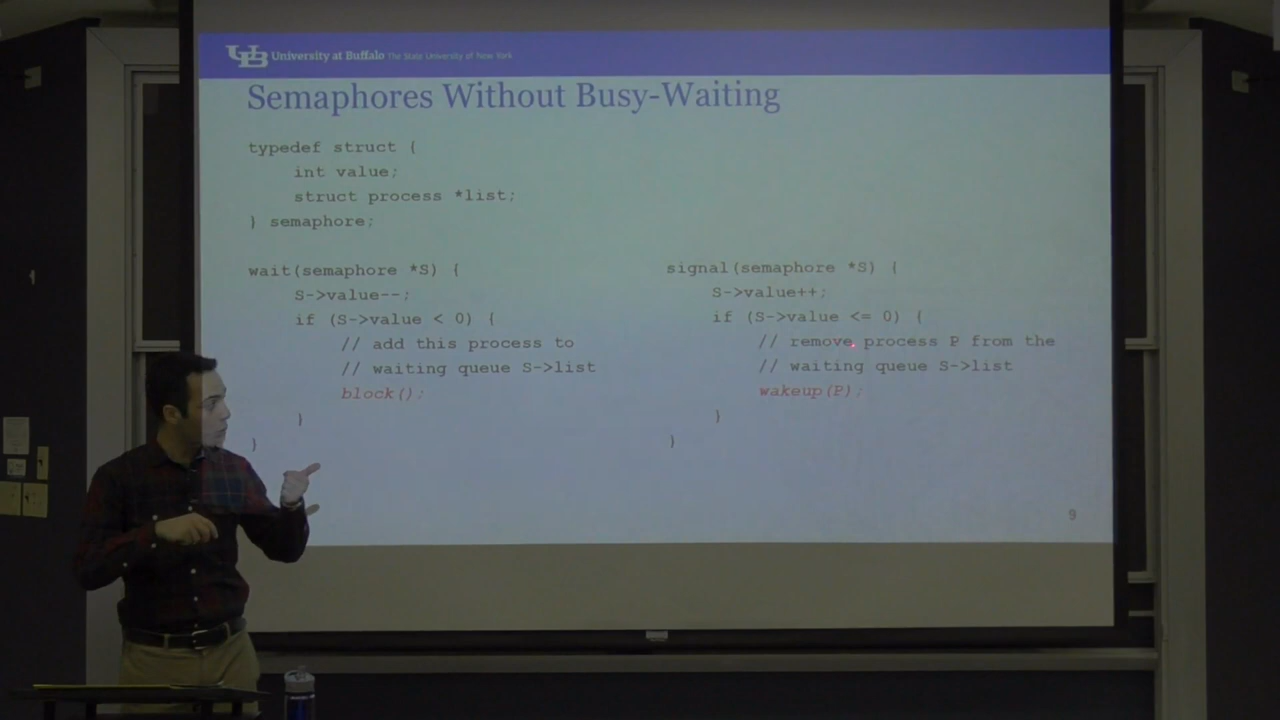 University at Buffalo The State University of New York
Semaphores Without Busy-Waiting
typedef struct {
int value;
struct process *list;
} semaphore;
wait(semaphore *S) {
S->value--;
if (S->value < 0) {
// add this process to
// waiting queue S->list
block();
}
}
signal(semaphore *S) {
S->value++;
if (S->value <= 0) {
// remove process P from the
// waiting queue S->list
wakeup(P);
}
}
9